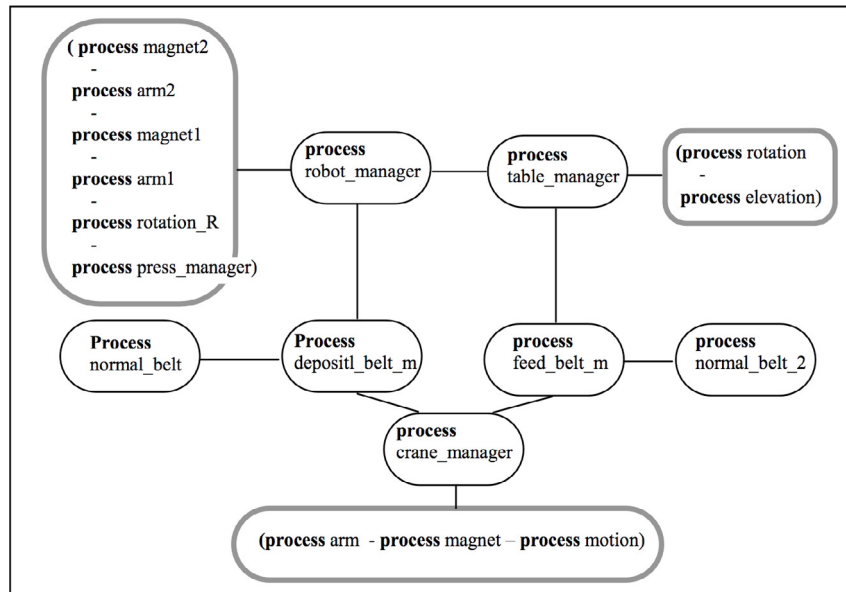 ( process magnet2
-
process arm2
-
process magnet1
-
process arm1
-
process rotation_R
-
process press_manager)
process
robot_manager
process
table_manager
(process rotation
-
process elevation)
Process
normal_belt
Process
depositl_belt_m
process
feed_belt_m
process
normal_belt_2
process
crane_manager
(process arm - process magnet – process motion)